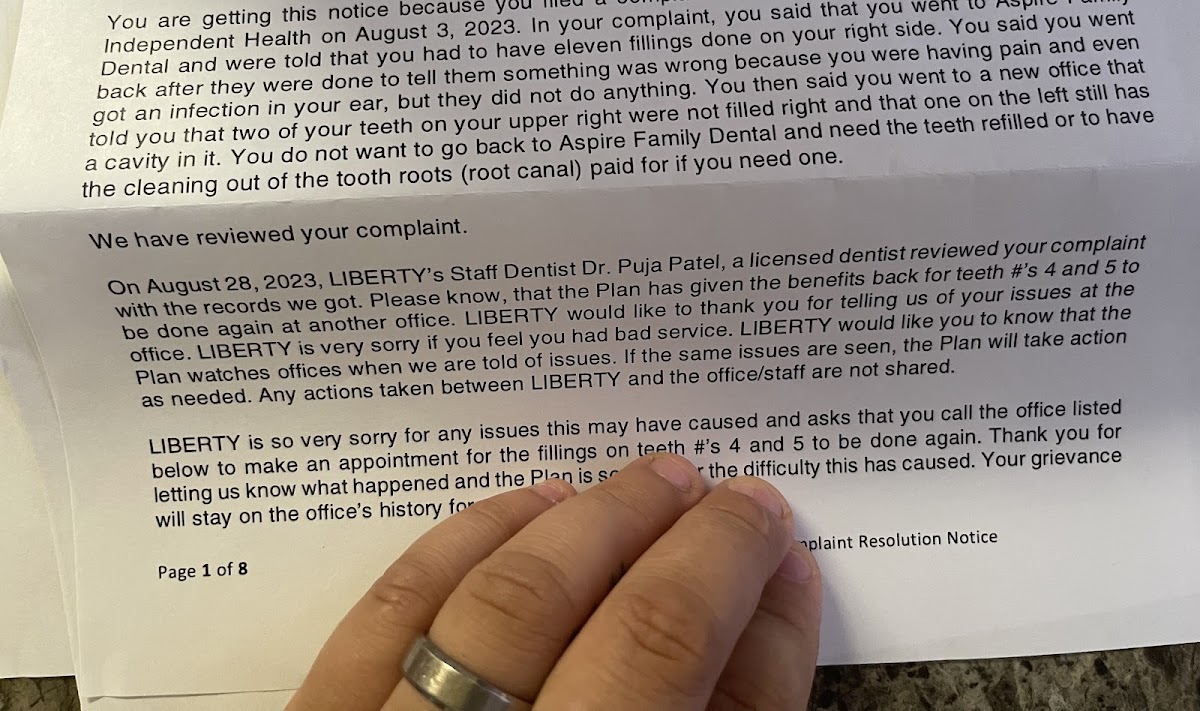 You are getting this notice because you filed a
Independent Health on August 3, 2023. In your complaint, you said that you went to Aspire Family
Dental and were told that you had to have eleven fillings done on your right side. You said you went
back after they were done to tell them something was wrong because you were having pain and even
got an infection in your ear, but they did not do anything. You then said you went to a new office that
told you that two of your teeth on your upper right were not filled right and that one on the left still has
a cavity in it. You do not want to go back to Aspire Family Dental and need the teeth refilled or to have
the cleaning out of the tooth roots (root canal) paid for if you need one.
We have reviewed your complaint.
On August 28, 2023, LIBERTY's Staff Dentist Dr. Puja Patel, a licensed dentist reviewed your complaint
with the records we got. Please know, that the Plan has given the benefits back for teeth #'s 4 and 5 to
be done again at another office. LIBERTY would like to thank you for telling us of your issues at the
office. LIBERTY is very sorry if you feel you had bad service. LIBERTY would like you to know that the
Plan watches offices when we are told of issues. If the same issues are seen, the Plan will take action
as needed. Any actions taken between LIBERTY and the office/staff are not shared.
LIBERTY is so very sorry for any issues this may have caused and asks that you call the office listed
below to make an appointment for the fillings on teeth #'s 4 and 5 to be done again. Thank you for
letting us know what happened and the Plan is the difficulty this has caused. Your grievance
will stay on the office's history for
Page 1 of 8
Resolution Notice